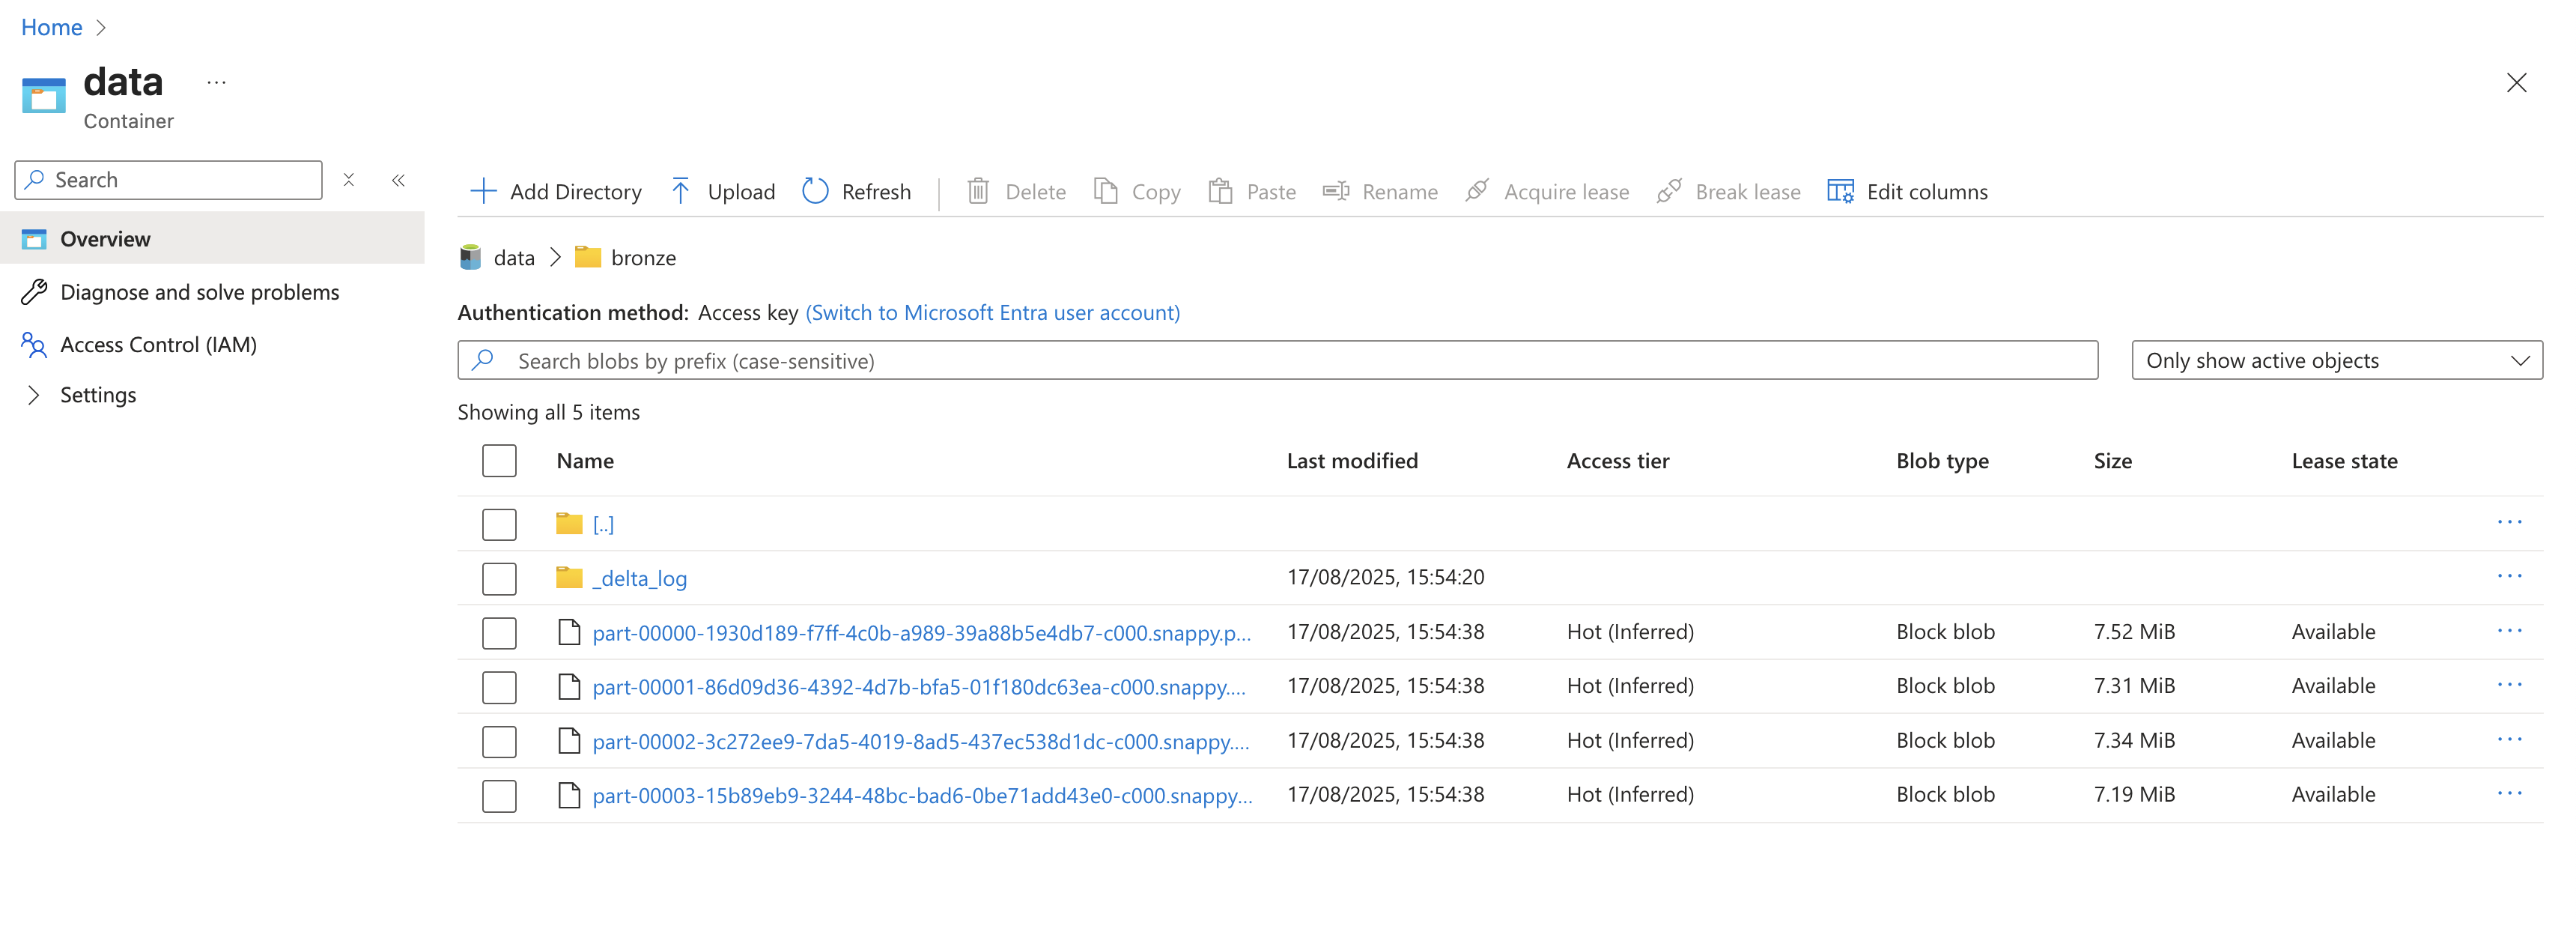 Home
data ...
Container
Search
Overview
Diagnose and solve problems
Access Control (IAM)
Settings
Add Directory Upload Refresh Delete Copy Paste Rename Acquire lease Break lease Edit columns
data > bronze
Authentication method: Access key (Switch to Microsoft Entra user account)
Search blobs by prefix (case-sensitive) Only show active objects
Showing all 5 items
Name Last modified Access tier Blob type Size Lease state
[..] ...
_delta_log 17/08/2025, 15:54:20 ...
part-00000-1930d189-f7ff-4c0b-a989-39a88b5e4db7-c000.snappy.p... 17/08/2025, 15:54:38 Hot (Inferred) Block blob 7.52 MiB Available ...
part-00001-86d09d36-4392-4d7b-bfa5-01f180dc63ea-c000.snappy.... 17/08/2025, 15:54:38 Hot (Inferred) Block blob 7.31 MiB Available ...
part-00002-3c272ee9-7da5-4019-8ad5-437ec538d1dc-c000.snappy.... 17/08/2025, 15:54:38 Hot (Inferred) Block blob 7.34 MiB Available ...
part-00003-15b89eb9-3244-48bc-bad6-0be71add43e0-c000.snappy... 17/08/2025, 15:54:38 Hot (Inferred) Block blob 7.19 MiB Available ...